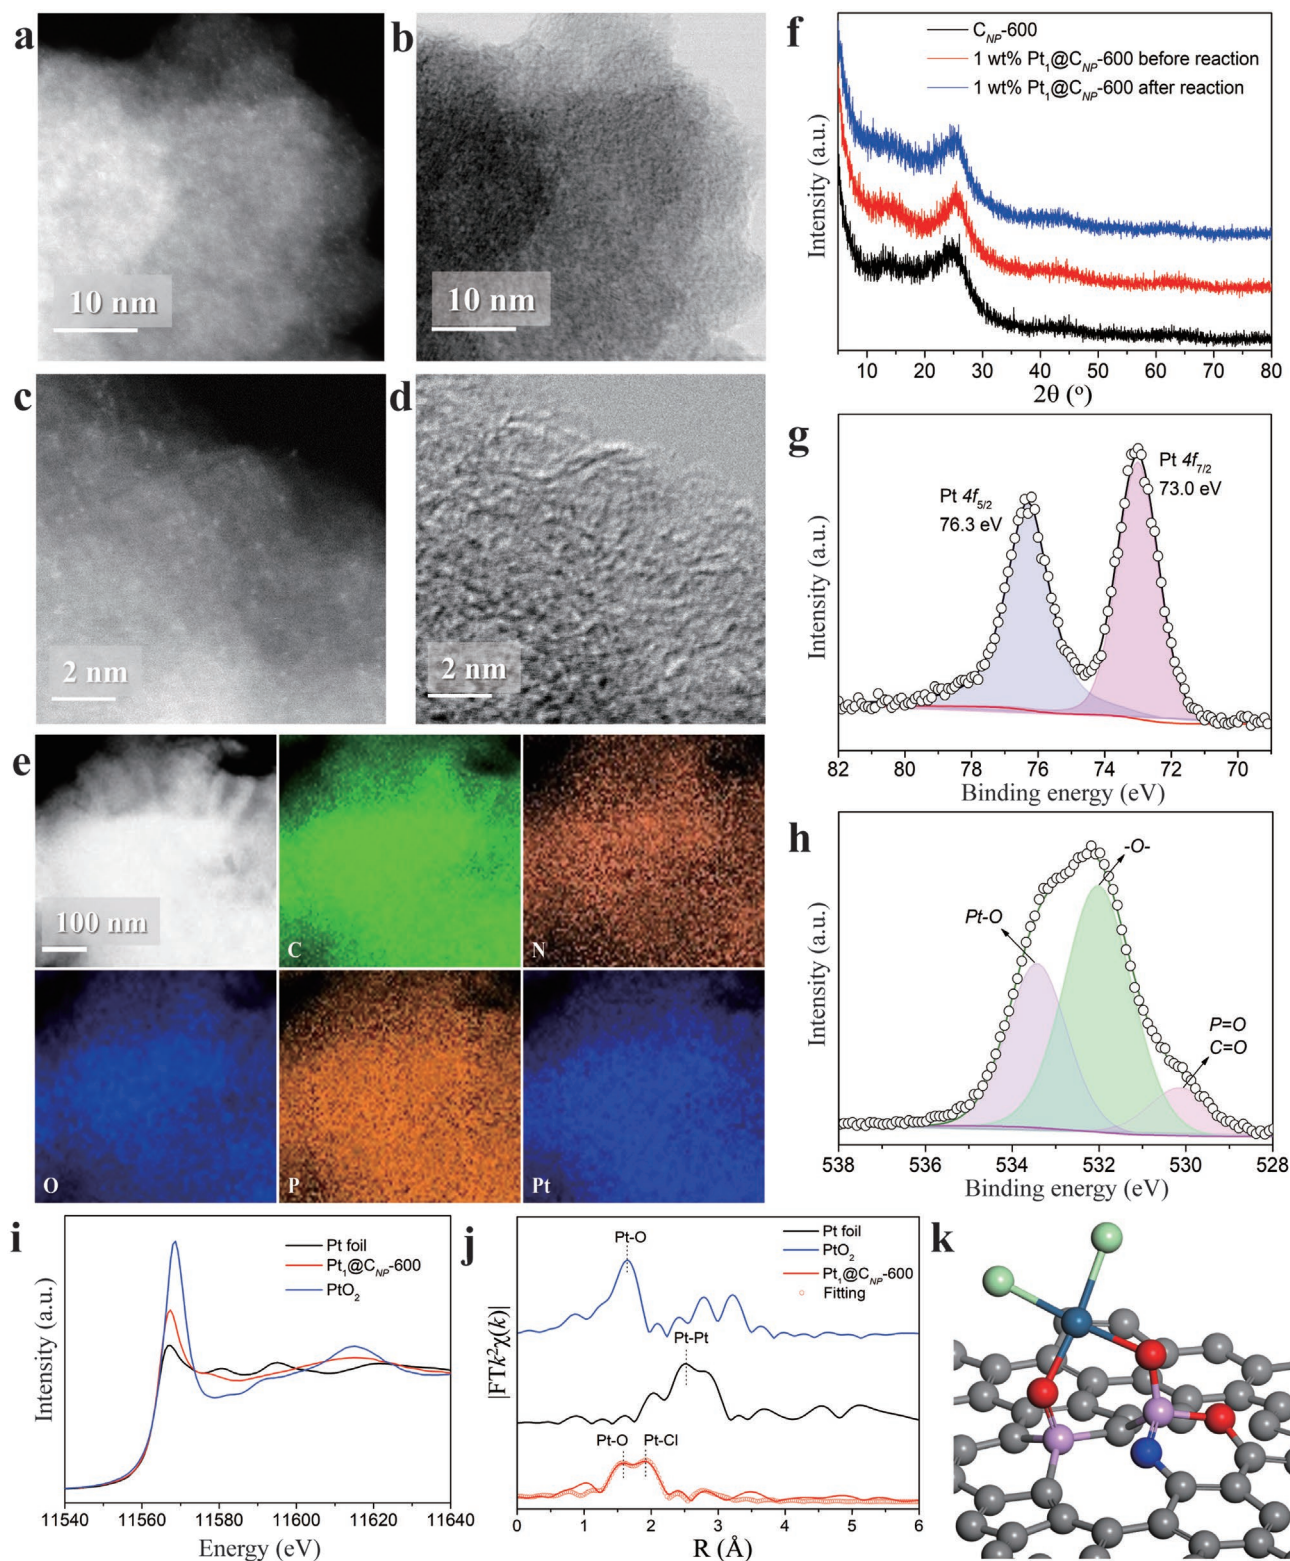 a
10 nm
b
10 nm
c
2 nm
d
2 nm
e
100 nm
C
N
O
P
Pt
f
C_NP-600
1 wt% Pt₁@C_NP-600 before reaction
1 wt% Pt₁@C_NP-600 after reaction
Intensity (a.u.)
10 20 30 40 50 60 70 80
2θ (°)
g
Pt 4f₇/₂
73.0 eV
Pt 4f₅/₂
76.3 eV
Intensity (a.u.)
82 80 78 76 74 72 70
Binding energy (eV)
h
-O-
Pt-O
P=O
C=O
Intensity (a.u.)
538 536 534 532 530 528
Binding energy (eV)
i
Pt foil
Pt₁@C_NP-600
PtO₂
Intensity (a.u.)
11540 11560 11580 11600 11620 11640
Energy (eV)
j
Pt foil
PtO₂
Pt₁@C_NP-600
Fitting
Pt-O
Pt-Pt
Pt-O
Pt-Cl
|FTk²χ(k)|
0 1 2 3 4 5 6
R (Å)
k